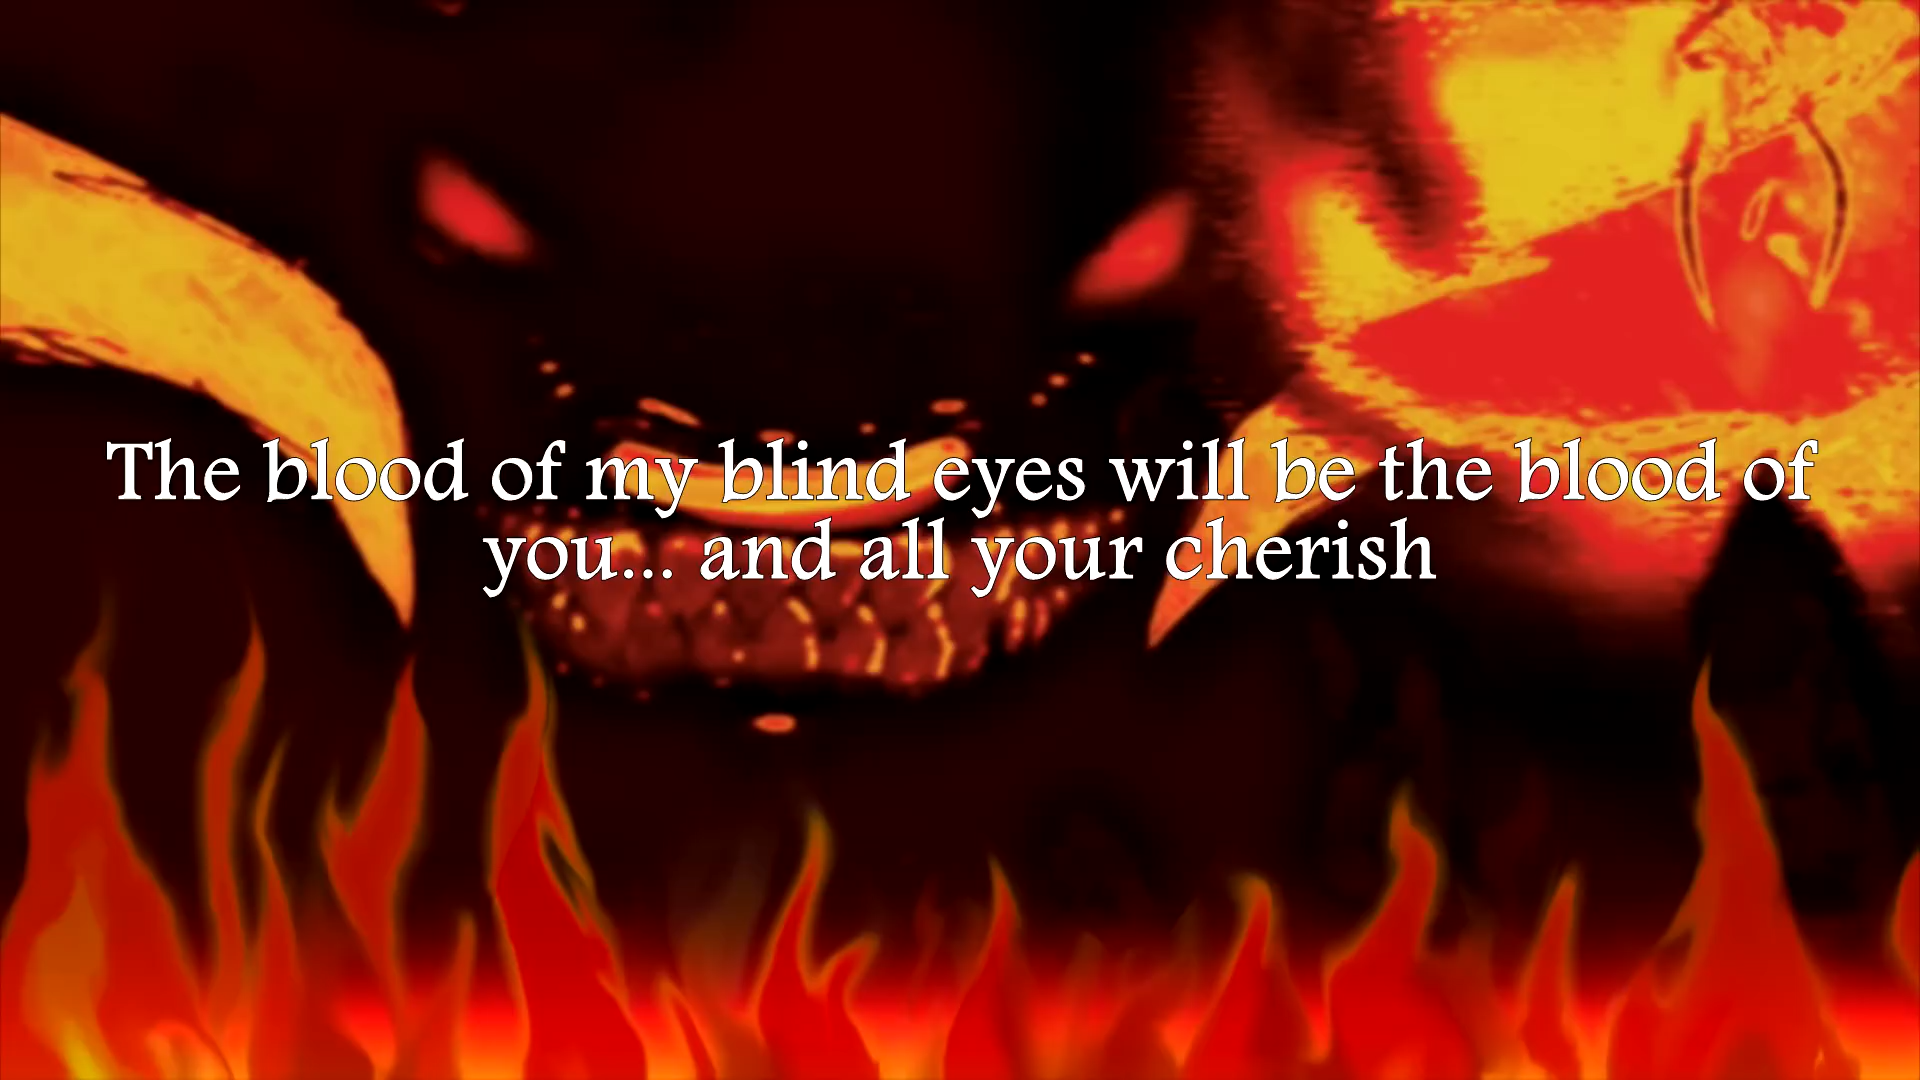 The blood of my blind eyes will be the blood of
you... and all your cherish